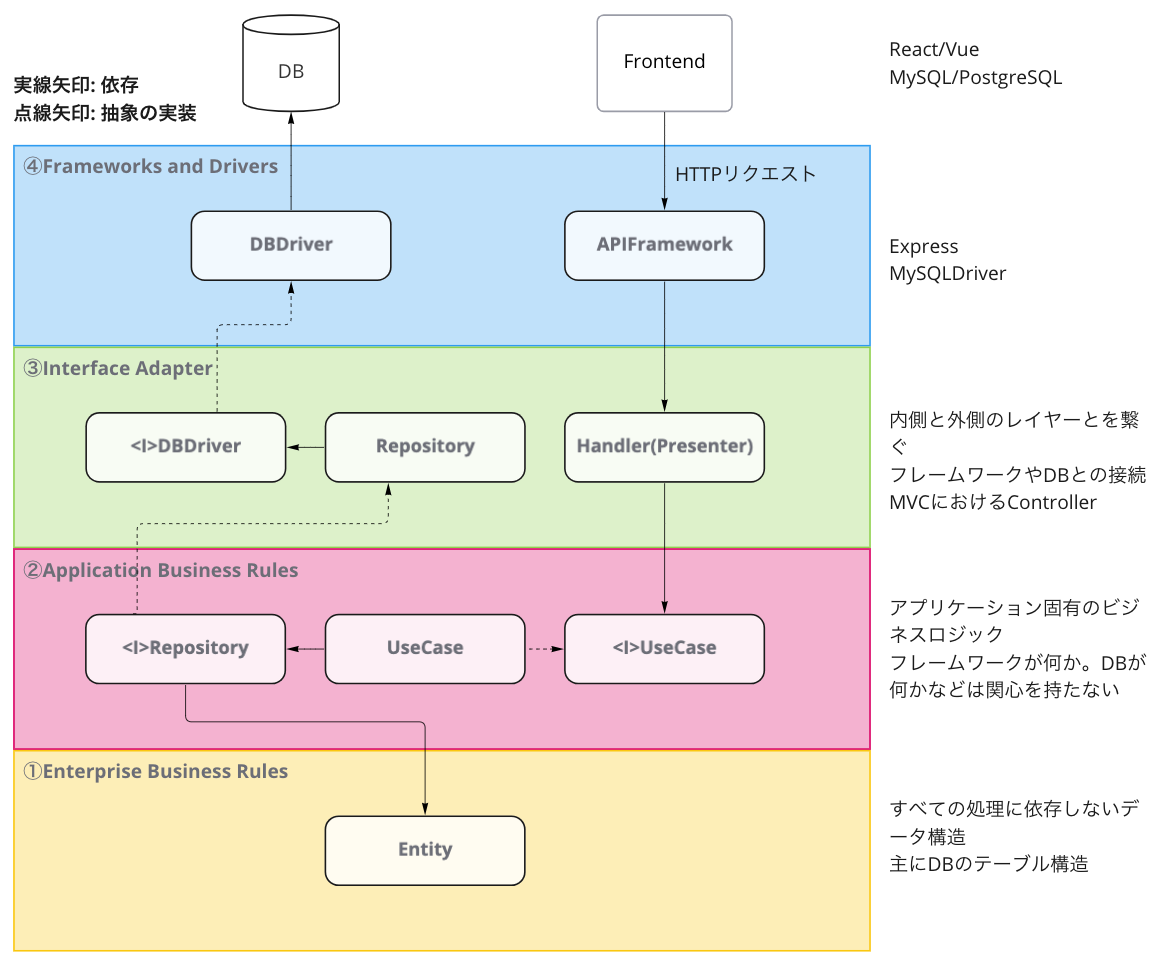 DB
Frontend
React/Vue
MySQL/PostgreSQL
実線矢印: 依存
点線矢印: 抽象の実装
④Frameworks and Drivers
HTTPリクエスト
DBDriver
APIFramework
Express
MySQLDriver
③Interface Adapter
<I>DBDriver
Repository
Handler(Presenter)
内側と外側のレイヤーとを繋
ぐ
フレームワークやDBとの接続
MVCにおけるController
②Application Business Rules
<I>Repository
UseCase
<I>UseCase
アプリケーション固有のビジ
ネスロジック
フレームワークが何か。DBが
何かなどは関心を持たない
①Enterprise Business Rules
Entity
すべての処理に依存しないデ
ータ構造
主にDBのテーブル構造